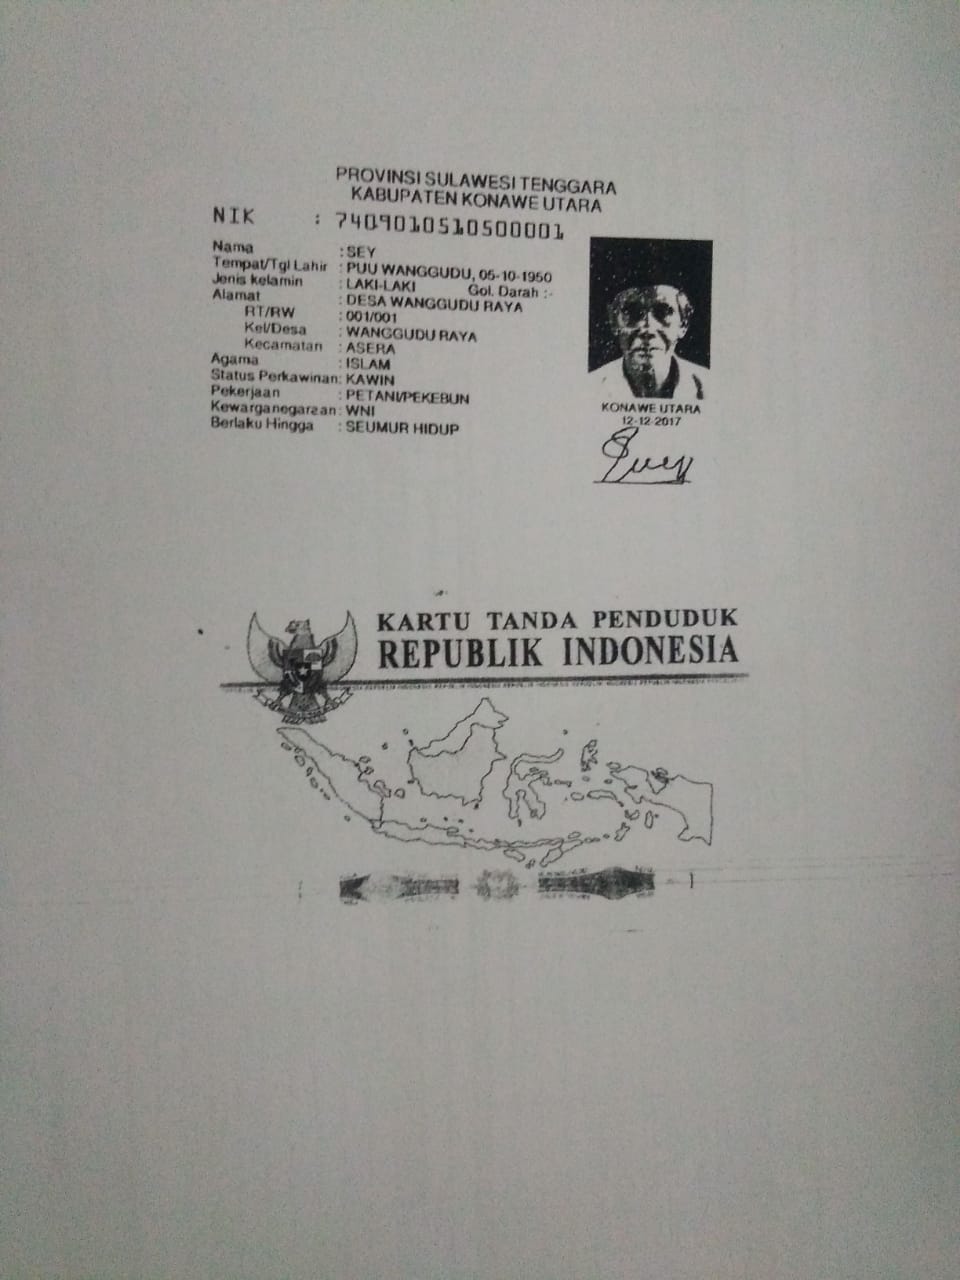 PROVINSI SULAWESI TENGGARA
KABUPATEN KONAWE UTARA
NIK : 7409010510500001
Nama : SEY
Tempat/Tgl Lahir : PUU WANGGUDU, 05-10-1950
Jenis kelamin : LAKI-LAKI Gol. Darah :-
Alamat : DESA WANGGUDU RAYA
RT/RW : 001/001
Kel/Desa : WANGGUDU RAYA
Kecamatan : ASERA
Agama : ISLAM
Status Perkawinan: KAWIN
Pekerjaan : PETANI/PEKEBUN
Kewarganegaraan: WNI
Berlaku Hingga : SEUMUR HIDUP
KONAWE UTARA
12-12-2017
KARTU TANDA PENDUDUK
REPUBLIK INDONESIA